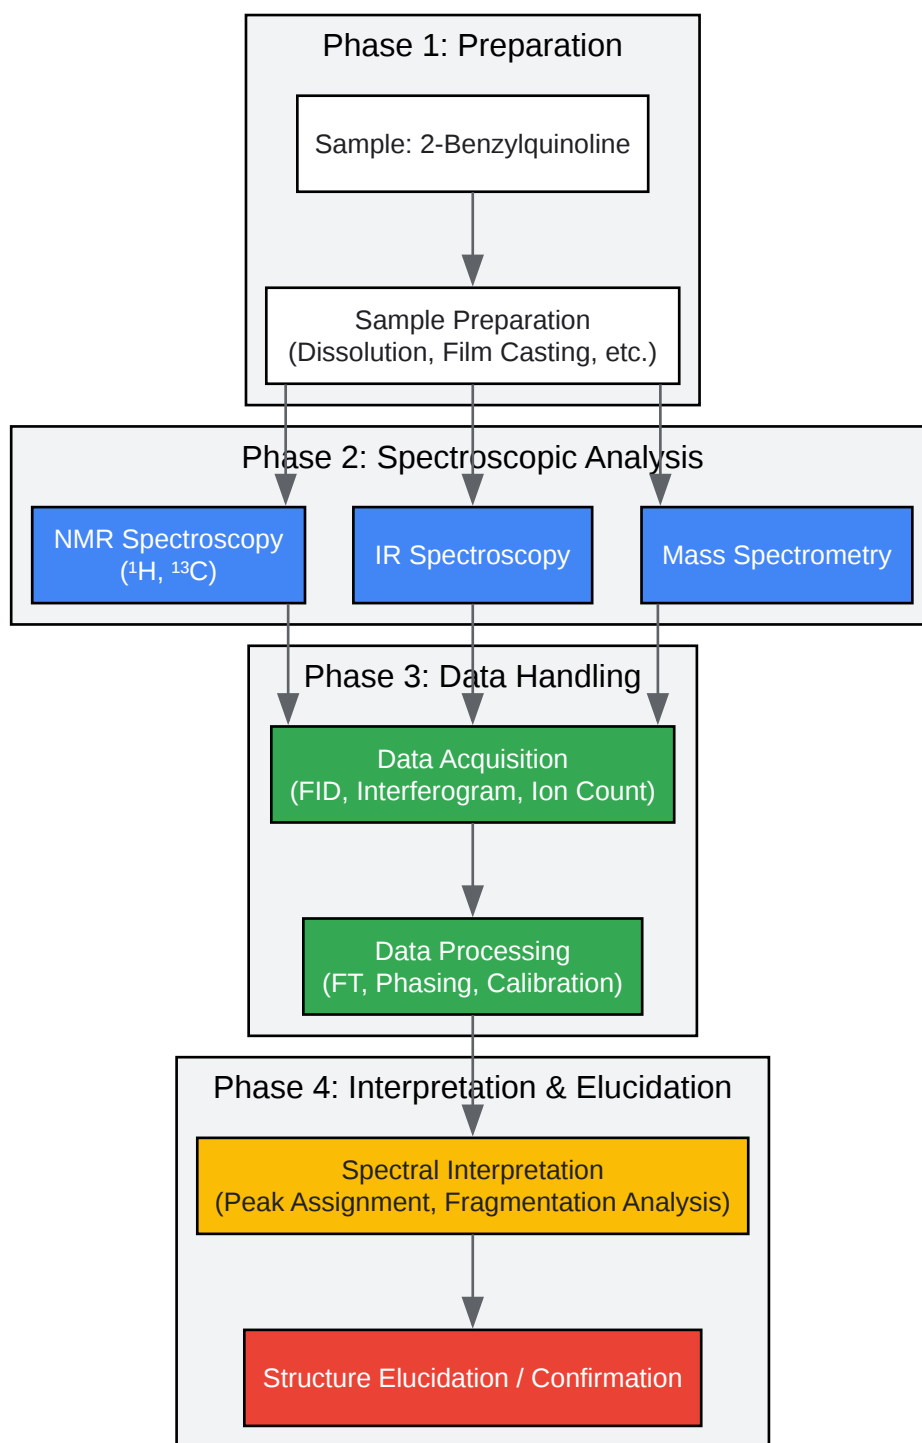 Phase 1: Preparation
Sample: 2-Benzylquinoline
Sample Preparation
(Dissolution, Film Casting, etc.)
Phase 2: Spectroscopic Analysis
NMR Spectroscopy
(¹H, ¹³C)
IR Spectroscopy
Mass Spectrometry
Phase 3: Data Handling
Data Acquisition
(FID, Interferogram, Ion Count)
Data Processing
(FT, Phasing, Calibration)
Phase 4: Interpretation & Elucidation
Spectral Interpretation
(Peak Assignment, Fragmentation Analysis)
Structure Elucidation / Confirmation